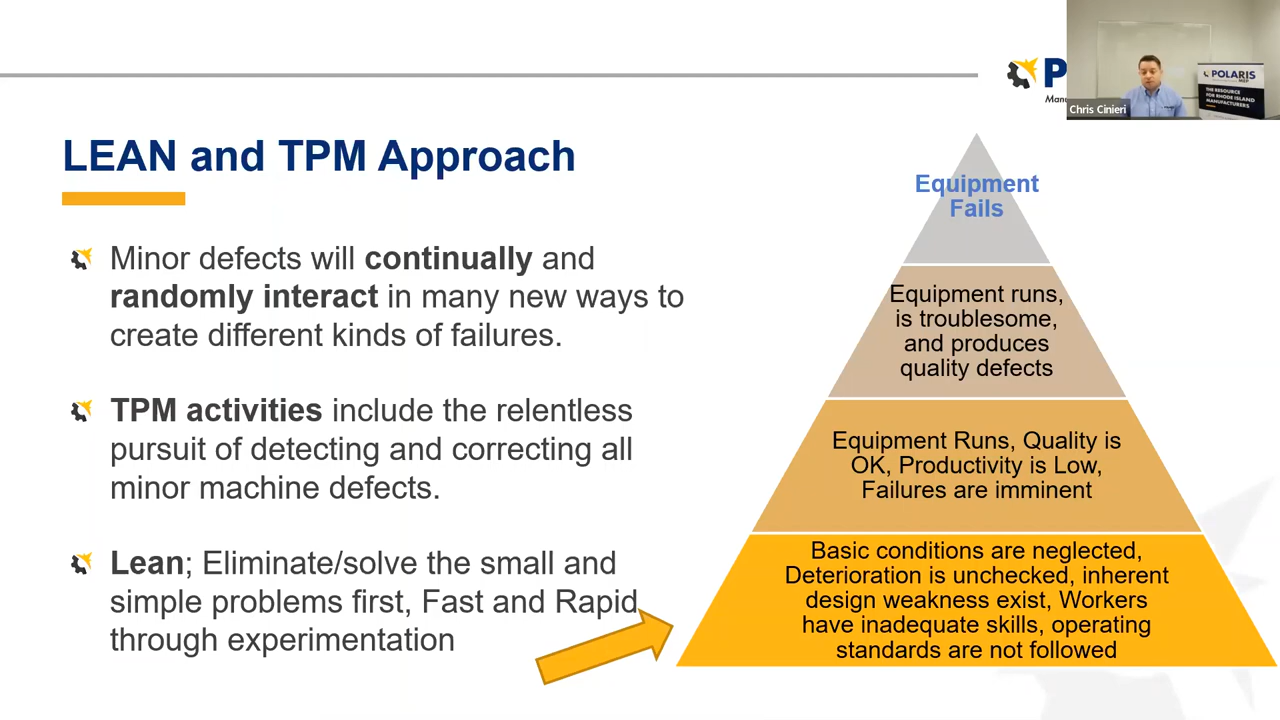 P
Manu
Chris Cinieri
POLARIS
MEP
THE RESOURCE
FOR RHODE ISLAND
MANUFACTURERS
LEAN and TPM Approach
Minor defects will continually and
randomly interact in many new ways to
create different kinds of failures.
TPM activities include the relentless
pursuit of detecting and correcting all
minor machine defects.
Lean; Eliminate/solve the small and
simple problems first, Fast and Rapid
through experimentation
Equipment
Fails
Equipment runs,
is troublesome,
and produces
quality defects
Equipment Runs, Quality is
OK, Productivity is Low,
Failures are imminent
Basic conditions are neglected,
Deterioration is unchecked, inherent
design weakness exist, Workers
have inadequate skills, operating
standards are not followed